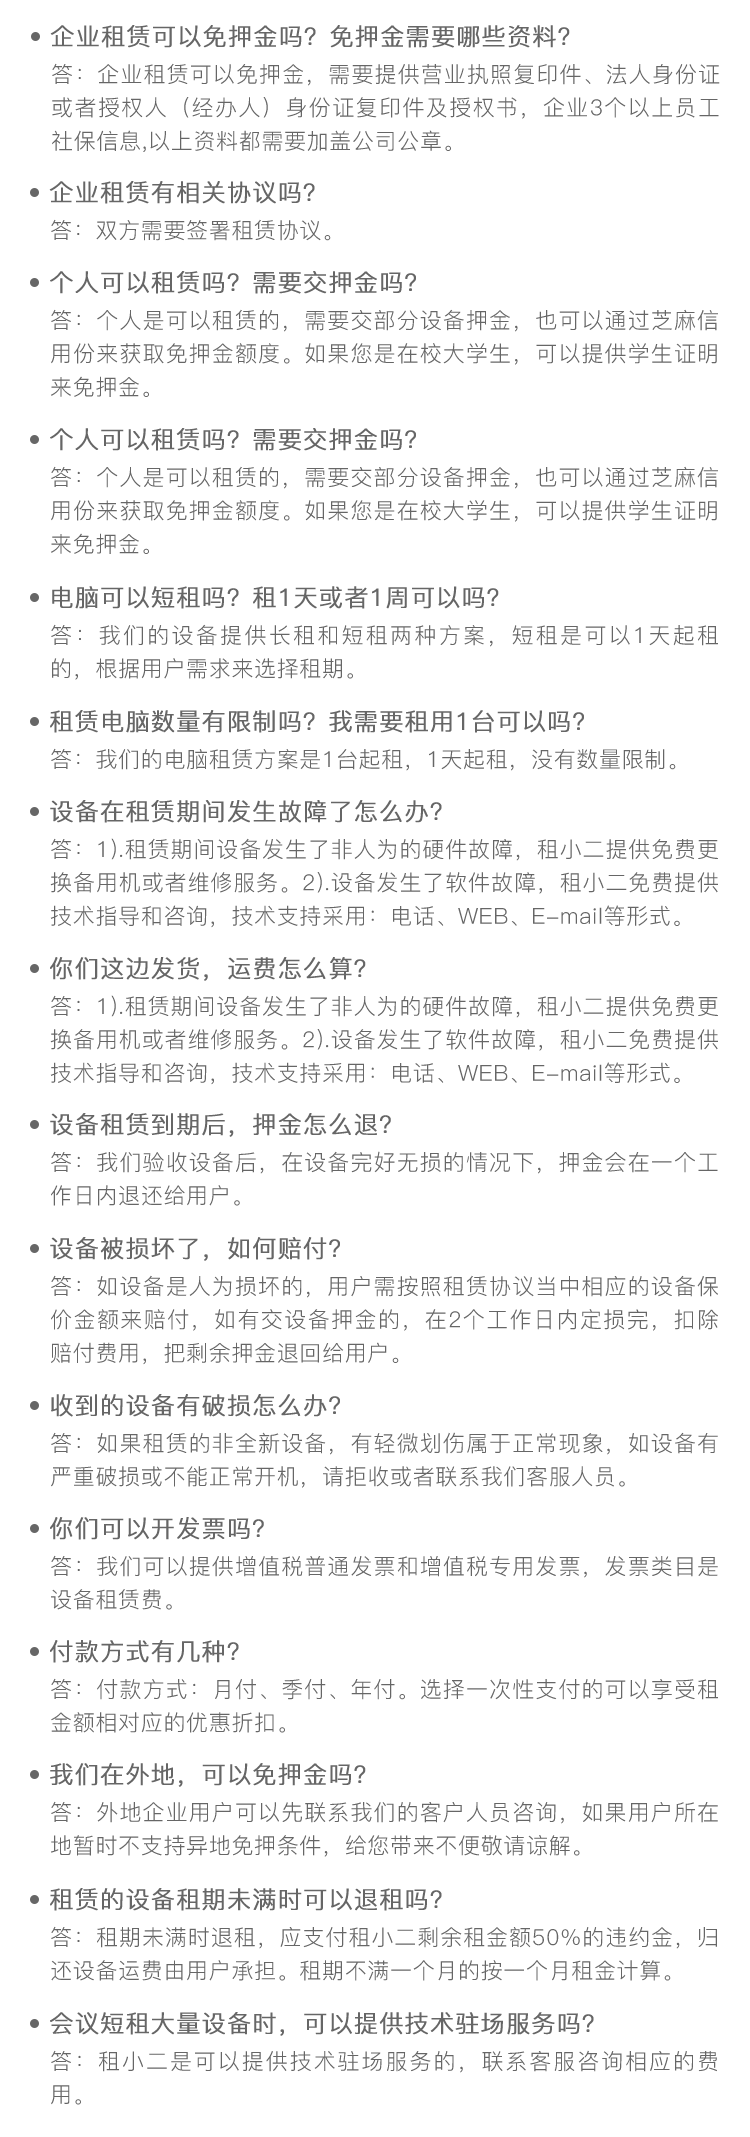 • 企业租赁可以免押金吗？免押金需要哪些资料？
答：企业租赁可以免押金，需要提供营业执照复印件、法人身份证
或者授权人（经办人）身份证复印件及授权书，企业3个以上员工
社保信息,以上资料都需要加盖公司公章。
• 企业租赁有相关协议吗？
答：双方需要签署租赁协议。
• 个人可以租赁吗？需要交押金吗？
答：个人是可以租赁的，需要交部分设备押金，也可以通过芝麻信
用份来获取免押金额度。如果您是在校大学生，可以提供学生证明
来免押金。
• 个人可以租赁吗？需要交押金吗？
答：个人是可以租赁的，需要交部分设备押金，也可以通过芝麻信
用份来获取免押金额度。如果您是在校大学生，可以提供学生证明
来免押金。
• 电脑可以短租吗？租1天或者1周可以吗？
答：我们的设备提供长租和短租两种方案，短租是可以1天起租
的，根据用户需求来选择租期。
• 租赁电脑数量有限制吗？我需要租用1台可以吗？
答：我们的电脑租赁方案是1台起租，1天起租，没有数量限制。
• 设备在租赁期间发生故障了怎么办？
答：1).租赁期间设备发生了非人为的硬件故障，租小二提供免费更
换备用机或者维修服务。2).设备发生了软件故障，租小二免费提供
技术指导和咨询，技术支持采用：电话、WEB、E-mail等形式。
• 你们这边发货，运费怎么算？
答：1).租赁期间设备发生了非人为的硬件故障，租小二提供免费更
换备用机或者维修服务。2).设备发生了软件故障，租小二免费提供
技术指导和咨询，技术支持采用：电话、WEB、E-mail等形式。
• 设备租赁到期后，押金怎么退？
答：我们验收设备后，在设备完好无损的情况下，押金会在一个工
作日内退还给用户。
• 设备被损坏了，如何赔付？
答：如设备是人为损坏的，用户需按照租赁协议当中相应的设备保
价金额来赔付，如有交设备押金的，在2个工作日内定损完，扣除
赔付费用，把剩余押金退回给用户。
• 收到的设备有破损怎么办？
答：如果租赁的非全新设备，有轻微划伤属于正常现象，如设备有
严重破损或不能正常开机，请拒收或者联系我们客服人员。
• 你们可以开发票吗？
答：我们可以提供增值税普通发票和增值税专用发票，发票类目是
设备租赁费。
• 付款方式有几种？
答：付款方式：月付、季付、年付。选择一次性支付的可以享受租
金额相对应的优惠折扣。
• 我们在外地，可以免押金吗？
答：外地企业用户可以先联系我们的客户人员咨询，如果用户所在
地暂时不支持异地免押条件，给您带来不便敬请谅解。
• 租赁的设备租期未满时可以退租吗？
答：租期未满时退租，应支付租小二剩余租金额50%的违约金，归
还设备运费由用户承担。租期不满一个月的按一个月租金计算。
• 会议短租大量设备时，可以提供技术驻场服务吗？
答：租小二是可以提供技术驻场服务的，联系客服咨询相应的费
用。